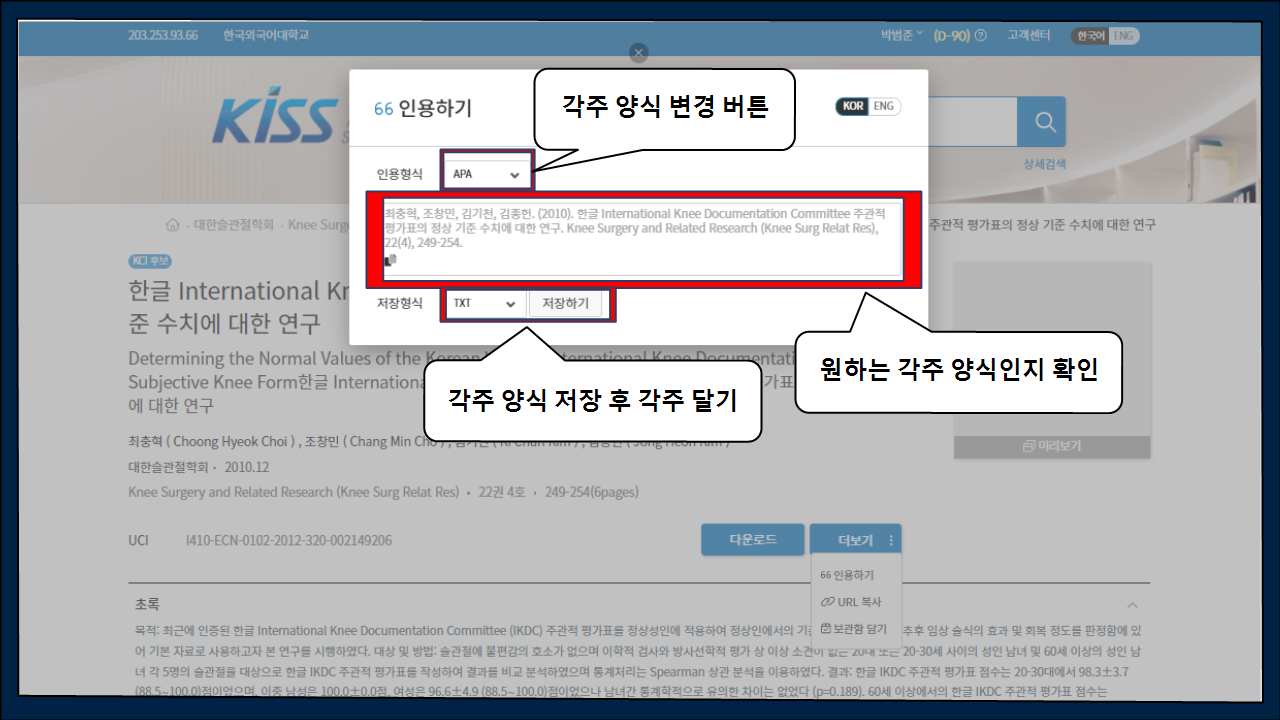 203.253.93.66 한국외국어대학교 박범준 (D-90) ? 고객센터 한국어 ENG
KISS
상세검색
66 인용하기 KOR ENG
각주 양식 변경 버튼
인용형식 APA
최충혁, 조창민, 김기천, 김종헌. (2010). 한글 International Knee Documentation Committee 주관적
평가표의 정상 기준 수치에 대한 연구. Knee Surgery and Related Research (Knee Surg Relat Res),
22(4), 249-254.
저장형식 TXT 저장하기
원하는 각주 양식인지 확인
각주 양식 저장 후 각주 달기
- 대한슬관절학회 - Knee Surge 주관적 평가표의 정상 기준 수치에 대한 연구
KCI 후보
한글 International Kn
준 수치에 대한 연구
Determining the Normal Values of the Korean International Knee Documentati
Subjective Knee Form한글 Internationa 가표
에 대한 연구
최충혁 ( Choong Hyeok Choi ) , 조창민 ( Chang Min Cho ) ,
대한슬관절학회 - 2010.12
Knee Surgery and Related Research (Knee Surg Relat Res) • 22권 4호 • 249-254(6pages)
미리보기
UCI I410-ECN-0102-2012-320-002149206
다운로드 더보기
66 인용하기
URL 복사
보관함 담기
초록
목적: 최근에 인증된 한글 International Knee Documentation Committee (IKDC) 주관적 평가표를 정상성인에 적용하여 정상인에서의 기 추후 임상 술식의 효과 및 회복 정도를 판정함에 있
어 기본 자료로 사용하고자 본 연구를 시행하였다. 대상 및 방법: 슬관절에 불편감의 호소가 없으며 이학적 검사와 방사선학적 평가 상 이상 소견이 없는 20대 또는 20-30세 사이의 성인 남녀 및 60세 이상의 성인 남
녀 각 5명의 슬관절을 대상으로 한글 IKDC 주관적 평가표를 작성하여 결과를 비교 분석하였으며 통계처리는 Spearman 상관 분석을 이용하였다. 결과: 한글 IKDC 주관적 평가표 점수는 20-30대에서 98.3±3.7
(88.5~100.0)점이었으며, 이중 남성은 100.0±0.0점, 여성은 96.6±4.9 (88.5~100.0)점이었으나 남녀간 통계학적으로 유의한 차이는 없었다 (p=0.189). 60세 이상에서의 한글 IKDC 주관적 평가표 점수는